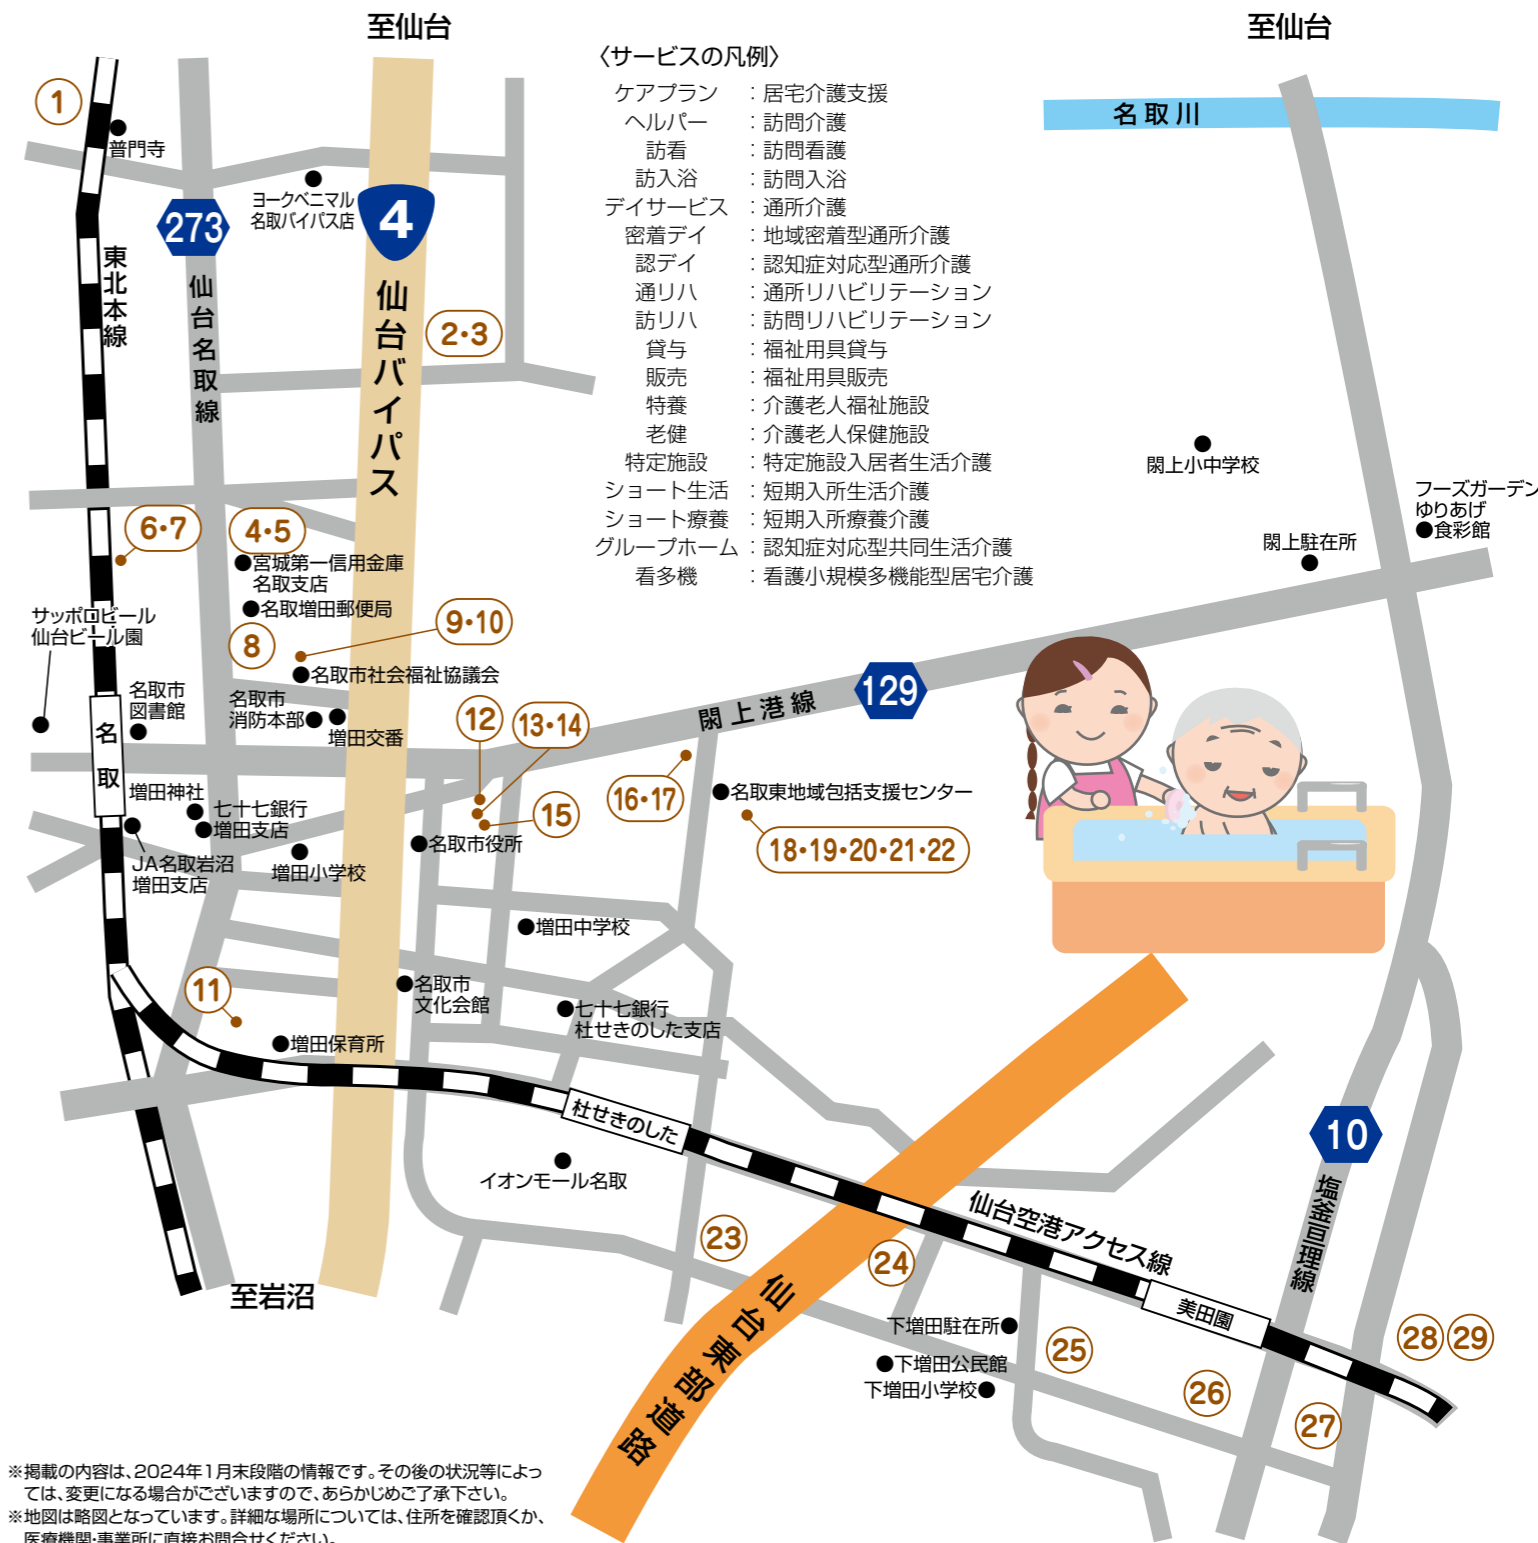 至仙台
至仙台
〈サービスの凡例〉
ケアプラン：居宅介護支援
ヘルパー：訪問介護
訪看：訪問看護
訪入浴：訪問入浴
デイサービス：通所介護
密着デイ：地域密着型通所介護
認デイ：認知症対応型通所介護
通リハ：通所リハビリテーション
訪リハ：訪問リハビリテーション
貸与：福祉用具貸与
販売：福祉用具販売
特養：介護老人福祉施設
老健：介護老人保健施設
特定施設：特定施設入居者生活介護
ショート生活：短期入所生活介護
ショート療養：短期入所療養介護
グループホーム：認知症対応型共同生活介護
看多機：看護小規模多機能型居宅介護
名取川
1
普門寺
ヨークベニマル
名取バイパス店
273
4
東北本線
仙台名取線
仙台バイパス
2・3
閖上小中学校
フーズガーデン
ゆりあげ
食彩館
閖上駐在所
6・7
4・5
宮城第一信用金庫
名取支店
名取増田郵便局
サッポロビール
仙台ビール園
8
9・10
名取市社会福祉協議会
名取市
図書館
名取市
消防本部
増田交番
12
13・14
閖上港線
129
名取
16・17
名取東地域包括支援センター
15
増田神社
七十七銀行
増田支店
名取市役所
18・19・20・21・22
JA名取岩沼
増田支店
増田小学校
増田中学校
11
名取市
文化会館
七十七銀行
杜せきのした支店
増田保育所
杜せきのした
10
イオンモール名取
塩釜亘理線
仙台空港アクセス線
23
24
至岩沼
仙台東部道路
美田園
下増田駐在所
25
28
29
下増田公民館
下増田小学校
26
27
※掲載の内容は、2024年1月末段階の情報です。その後の状況等によっ
ては、変更になる場合がございますので、あらかじめご了承下さい。
※地図は略図となっています。詳細な場所については、住所を確認頂くか、
医療機関・事業所に直接お問合せください。